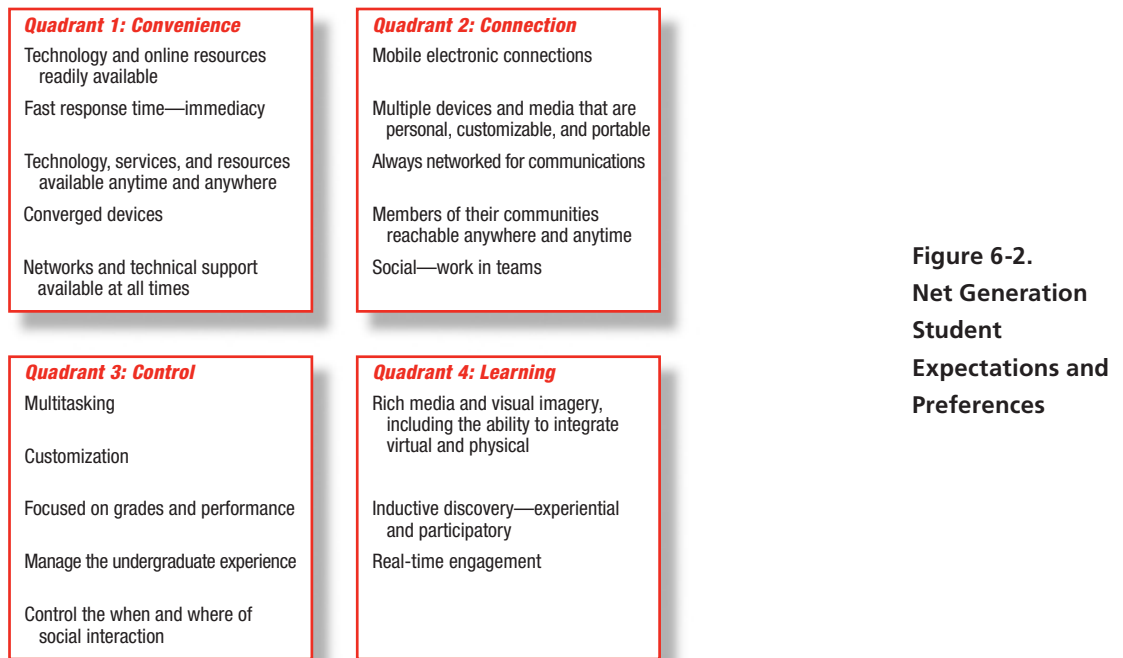 Quadrant 1: Convenience
Technology and online resources
readily available
Fast response time—immediacy
Technology, services, and resources
available anytime and anywhere
Converged devices
Networks and technical support
available at all times
Quadrant 2: Connection
Mobile electronic connections
Multiple devices and media that are
personal, customizable, and portable
Always networked for communications
Members of their communities
reachable anywhere and anytime
Social—work in teams
Quadrant 3: Control
Multitasking
Customization
Focused on grades and performance
Manage the undergraduate experience
Control the when and where of
social interaction
Quadrant 4: Learning
Rich media and visual imagery,
including the ability to integrate
virtual and physical
Inductive discovery—experiential
and participatory
Real-time engagement
Figure 6-2.
Net Generation
Student
Expectations and
Preferences